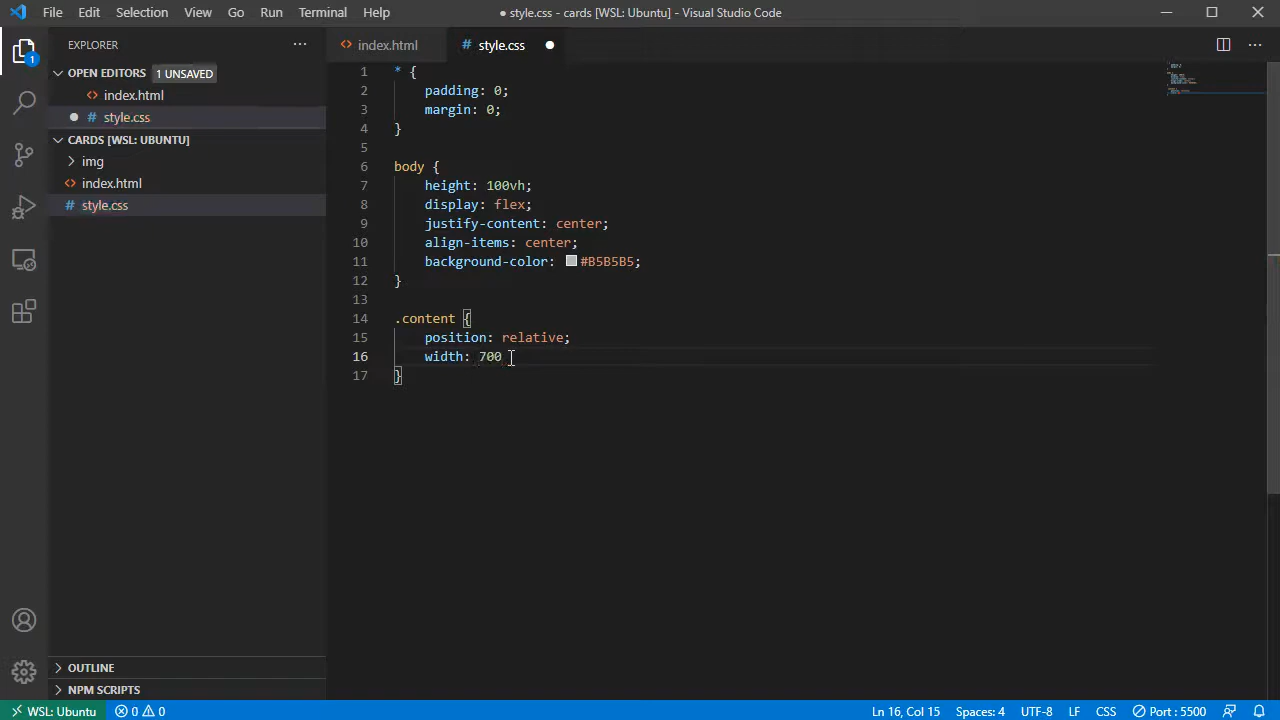 File Edit Selection View Go Run Terminal Help
● style.css - cards [WSL: Ubuntu] - Visual Studio Code
EXPLORER
OPEN EDITORS 1 UNSAVED
index.html
style.css
CARDS [WSL: UBUNTU]
img
index.html
style.css
OUTLINE
NPM SCRIPTS
1
index.html style.css
1 * {
2 padding: 0;
3 margin: 0;
4 }
5
6 body {
7 height: 100vh;
8 display: flex;
9 justify-content: center;
10 align-items: center;
11 background-color: #B5B5B5;
12 }
13
14 .content {
15 position: relative;
16 width: 700
17 }
WSL: Ubuntu 0 0 Ln 16, Col 15 Spaces: 4 UTF-8 LF CSS Port : 5500